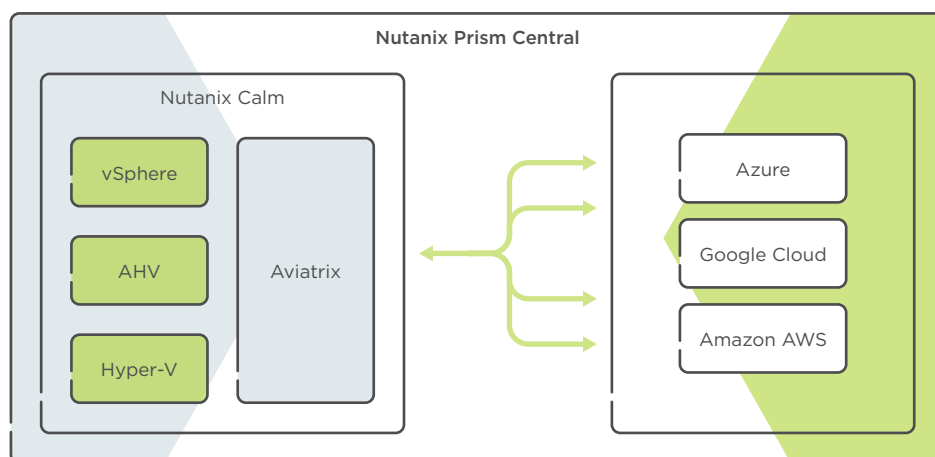 Nutanix Prism Central
Nutanix Calm
vSphere
AHV
Hyper-V
Aviatrix
Azure
Google Cloud
Amazon AWS